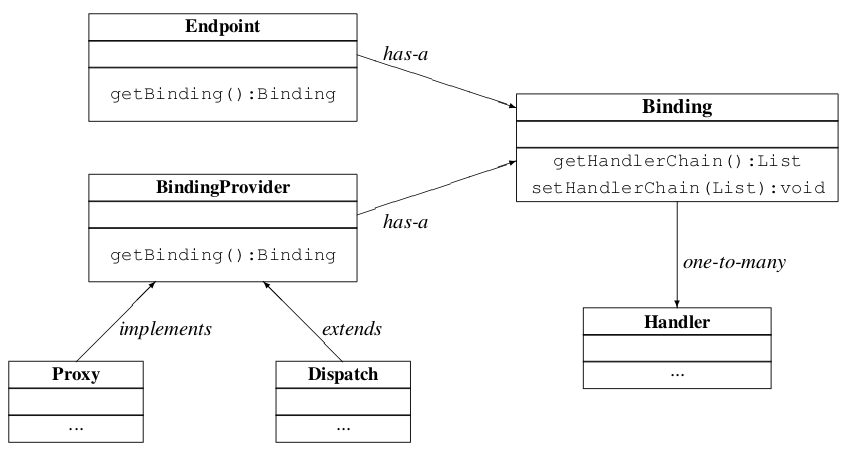 Endpoint
getBinding():Binding
has-a
Binding
getHandlerChain():List
setHandlerChain(List):void
BindingProvider
getBinding():Binding
has-a
one-to-many
implements
extends
Handler
...
Proxy
...
Dispatch
...